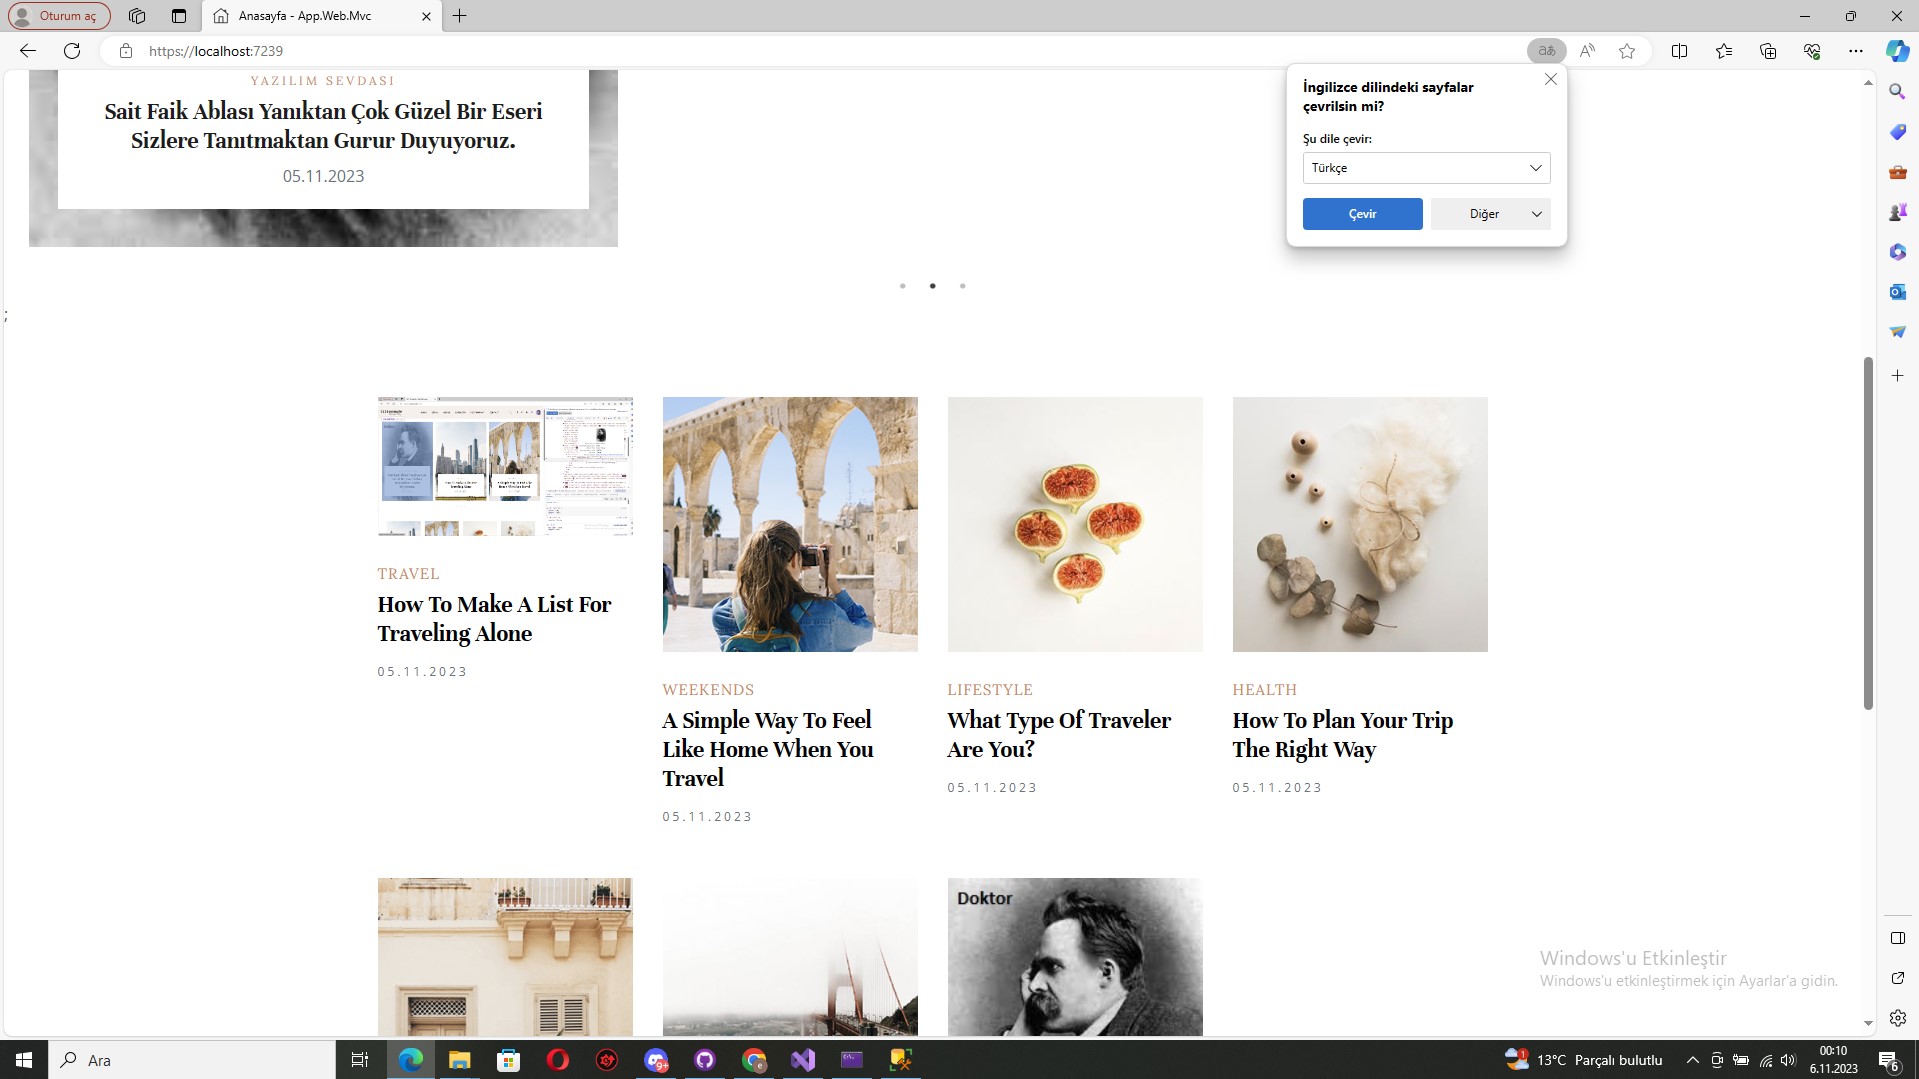 Oturum aç
Anasayfa - App.Web.Mvc
https://localhost:7239
İngilizce dilindeki sayfalar
çevrilsin mi?
Şu dile çevir:
Türkçe
Çevir
Diğer
YAZILIM SEVDASI
Sait Faik Ablası Yanıktan Çok Güzel Bir Eseri
Sizlere Tanıtmaktan Gurur Duyuyoruz.
05.11.2023
;
TRAVEL
How To Make A List For
Traveling Alone
05.11.2023
WEEKENDS
A Simple Way To Feel
Like Home When You
Travel
05.11.2023
LIFESTYLE
What Type Of Traveler
Are You?
05.11.2023
HEALTH
How To Plan Your Trip
The Right Way
05.11.2023
Doktor
Windows'u Etkinleştir
Windows'u etkinleştirmek için Ayarlar'a gidin.
Ara
9+
1
13°C Parçalı bulutlu
00:10
6.11.2023
6